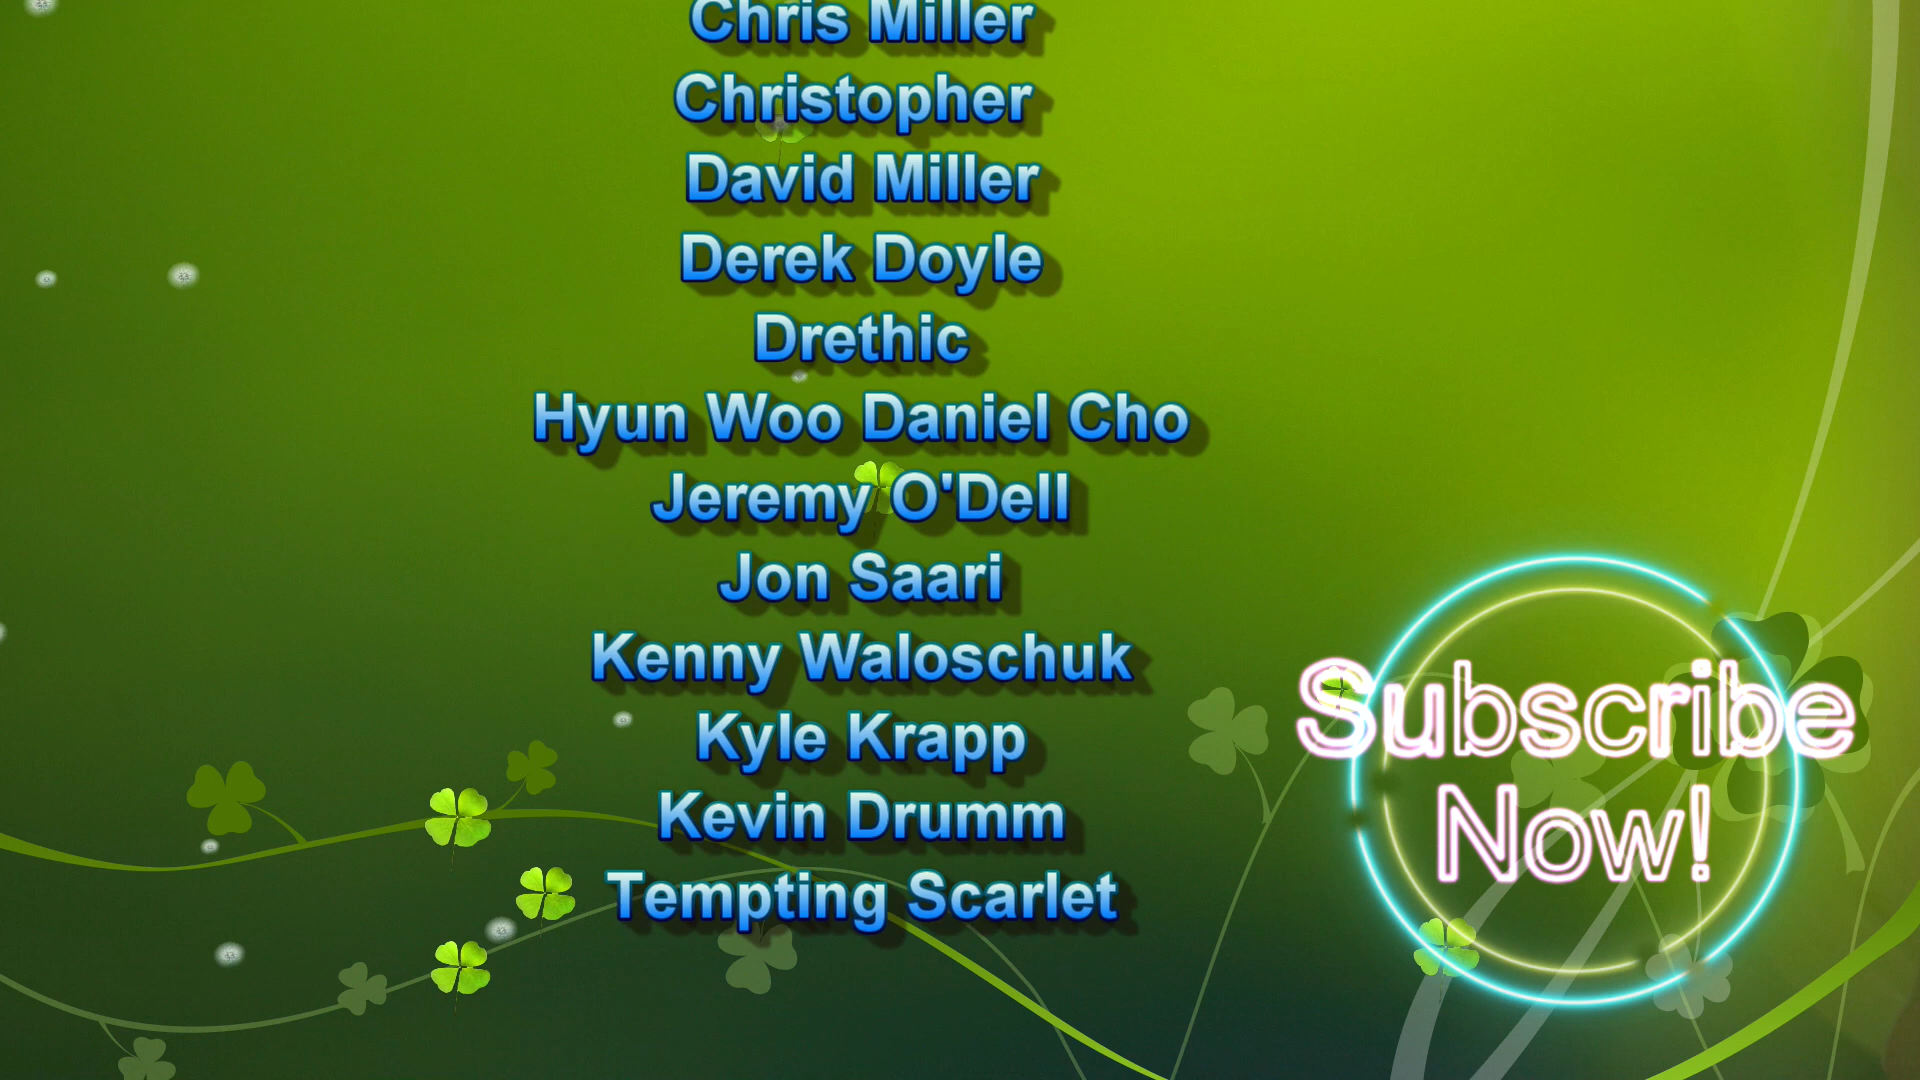 Chris Miller
Christopher
David Miller
Derek Doyle
Drethic
Hyun Woo Daniel Cho
Jeremy O'Dell
Jon Saari
Kenny Waloschuk
Kyle Krapp
Kevin Drumm
Tempting Scarlet
Subscribe
Now!